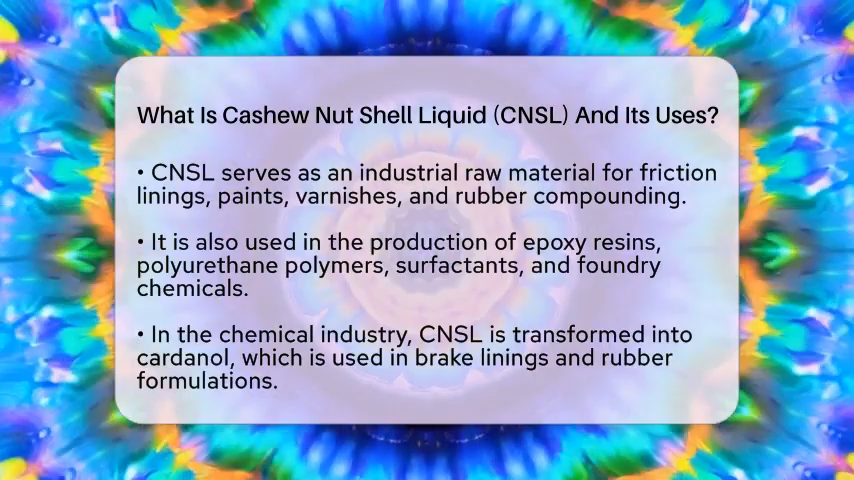 What Is Cashew Nut Shell Liquid (CNSL) And Its Uses?
• CNSL serves as an industrial raw material for friction
linings, paints, varnishes, and rubber compounding.
• It is also used in the production of epoxy resins,
polyurethane polymers, surfactants, and foundry
chemicals.
• In the chemical industry, CNSL is transformed into
cardanol, which is used in brake linings and rubber
formulations.